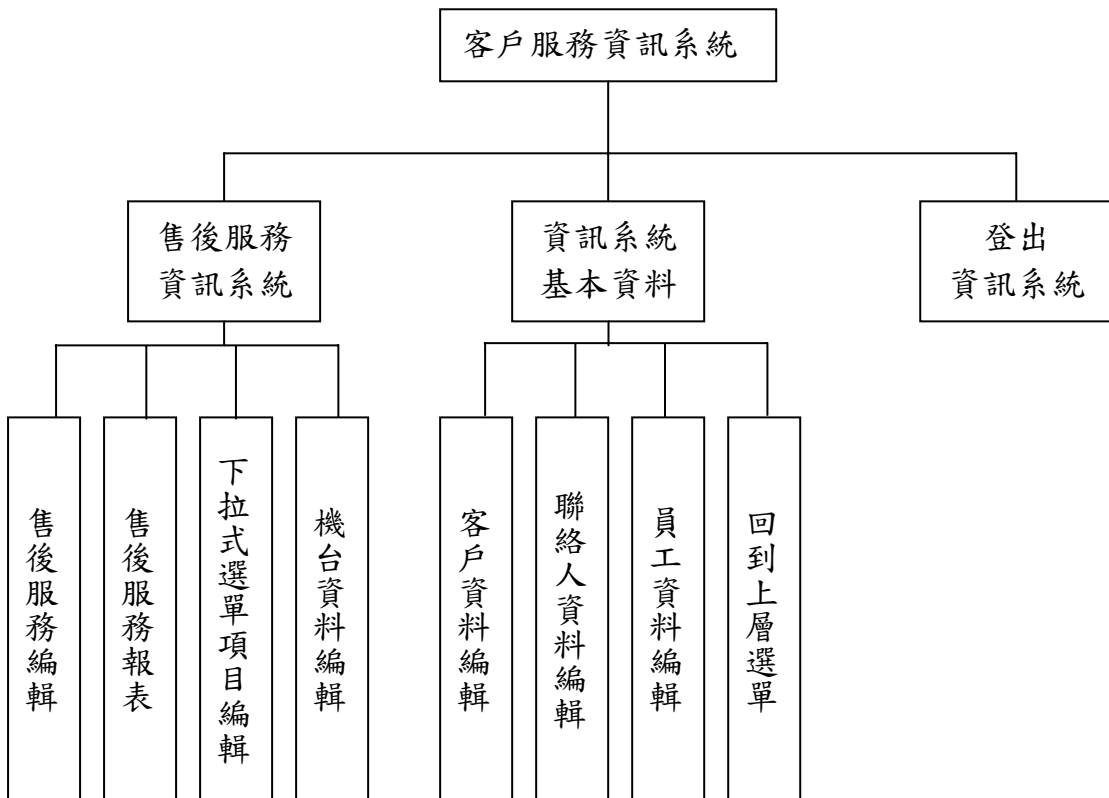 客戶服務資訊系統
售後服務
資訊系統
資訊系統
基本資料
登出
資訊系統
售後服務編輯
售後服務報表
下拉式選單項目編輯
機台資料編輯
客戶資料編輯
聯絡人資料編輯
員工資料編輯
回到上層選單